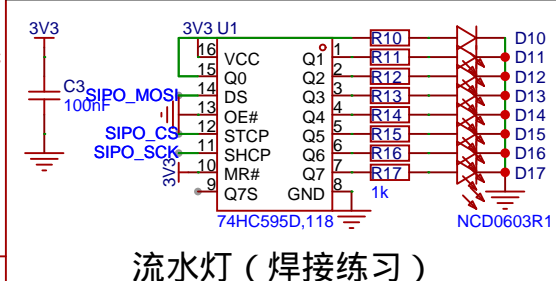 3V3
C3
100nF
3V3 U1
16 VCC
15 Q0
SIPO_MOSI 14 DS
13 OE#
SIPO_CS 12 STCP
SIPO_SCK 11 SHCP
3V3 10 MR#
9 Q7S
Q1 1
Q2 2
Q3 3
Q4 4
Q5 5
Q6 6
Q7 7
GND 8
74HC595D,118
R10
R11
R12
R13
R14
R15
R16
R17
1k
D10
D11
D12
D13
D14
D15
D16
D17
NCD0603R1
流水灯（焊接练习）